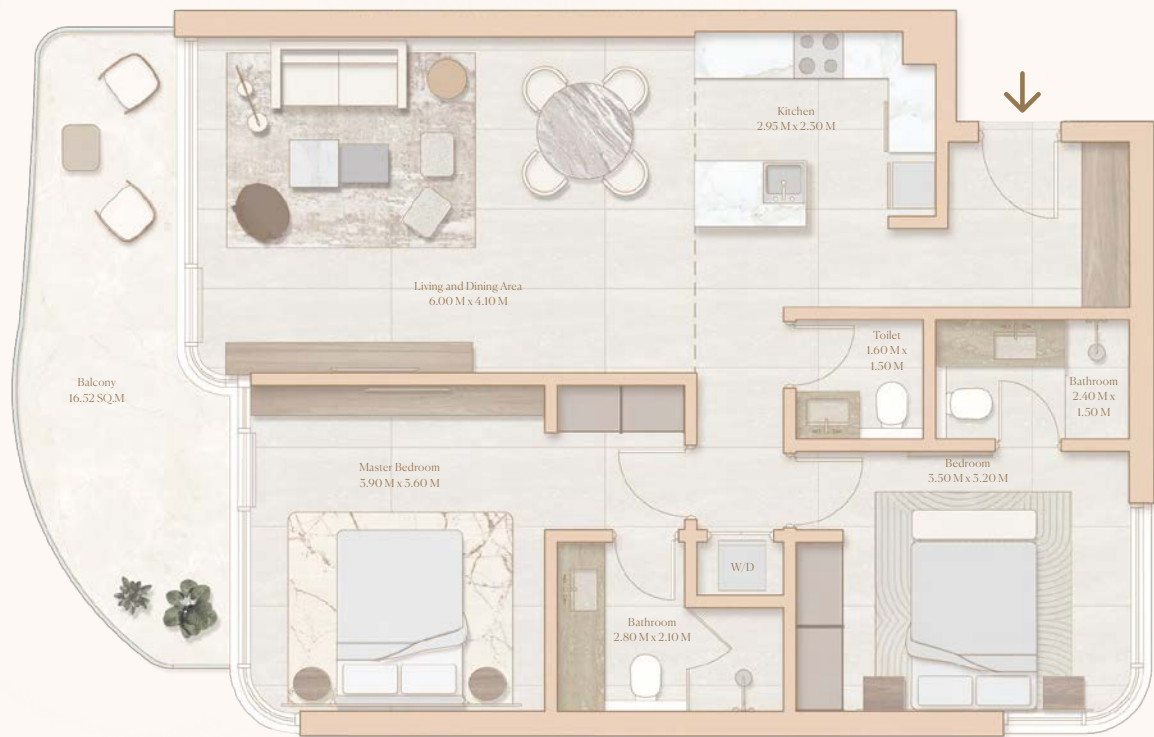 Kitchen
2.95 M x 2.30 M
Living and Dining Area
6.00 M x 4.10 M
Toilet
1.60 M x
1.50 M
Bathroom
2.40 M x
1.50 M
Balcony
16.52 SQ.M
Master Bedroom
3.90 M x 3.60 M
Bedroom
3.50 M x 3.20 M
W/D
Bathroom
2.80 M x 2.10 M